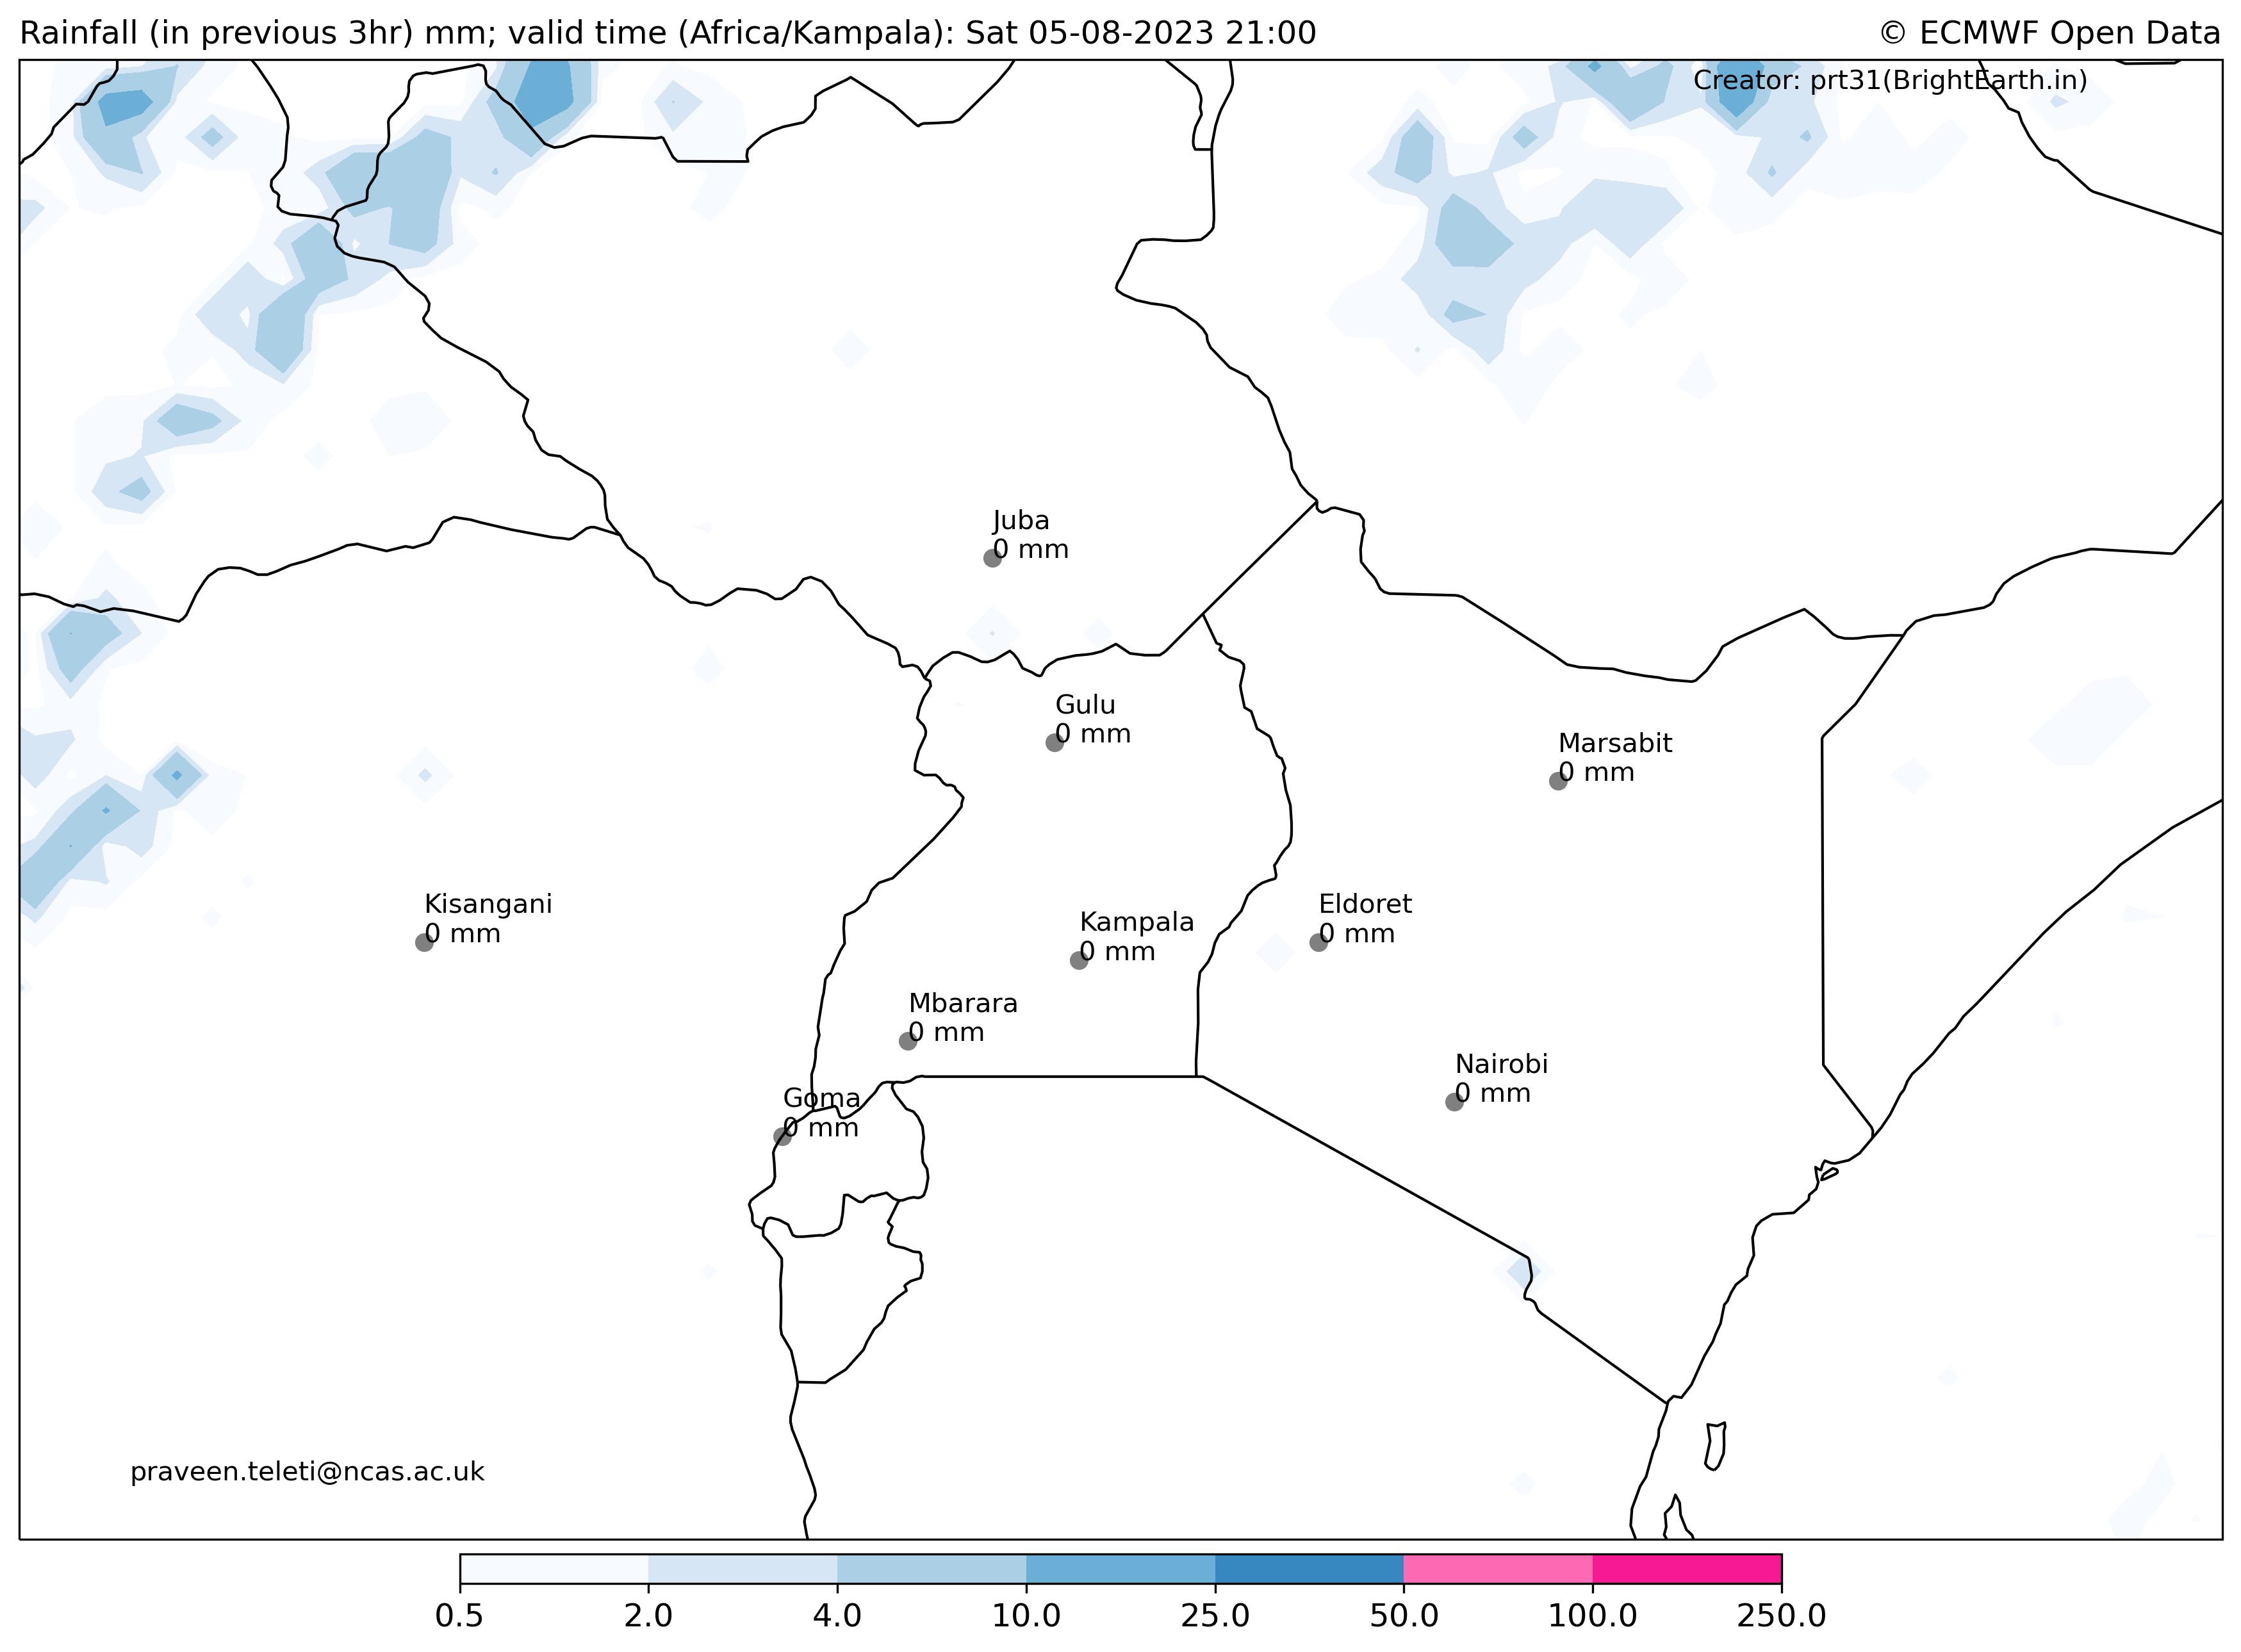 Rainfall (in previous 3hr) mm; valid time (Africa/Kampala): Sat 05-08-2023 21:00
© ECMWF Open Data
Creator: prt31(BrightEarth.in)
Juba
0 mm
Gulu
0 mm
Marsabit
0 mm
Kisangani
0 mm
Eldoret
0 mm
Kampala
0 mm
Mbarara
0 mm
Nairobi
0 mm
Goma
0 mm
praveen.teleti@ncas.ac.uk
0.5 2.0 4.0 10.0 25.0 50.0 100.0 250.0